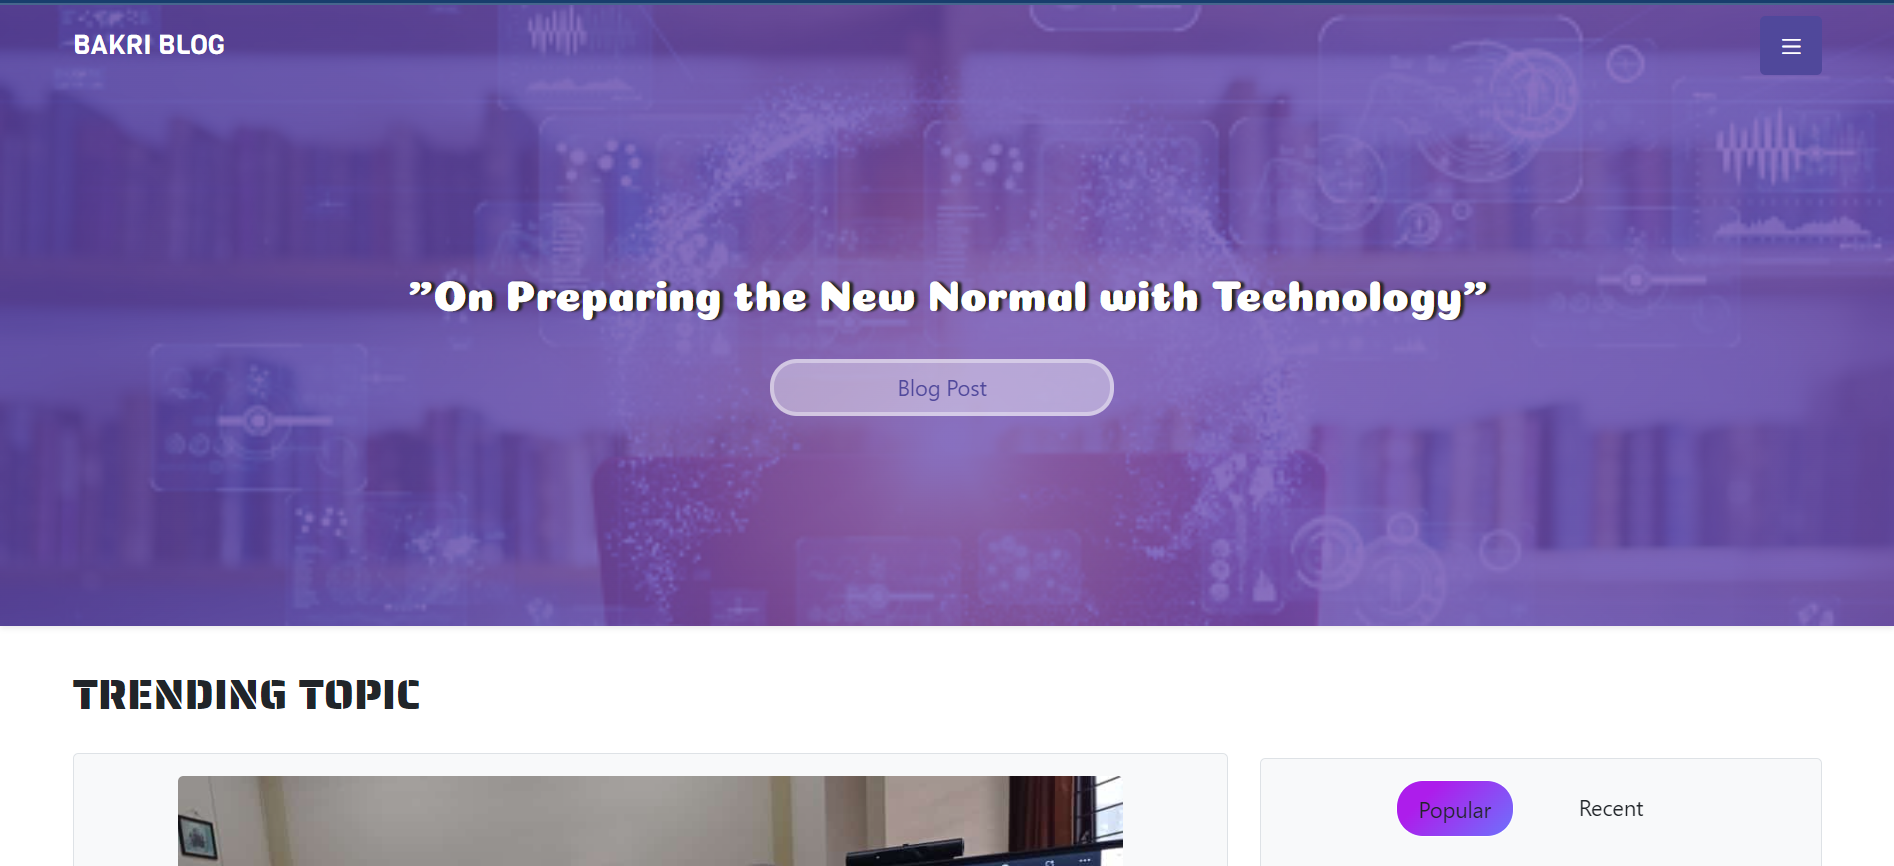 BAKRI BLOG
”On Preparing the New Normal with Technology”
Blog Post
TRENDING TOPIC
Popular
Recent